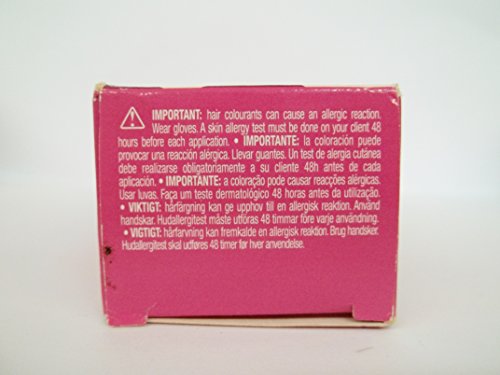 IMPORTANT: hair colourants can cause an allergic reaction.
Wear gloves. A skin allergy test must be done on your client 48
hours before each application. • IMPORTANTE: la coloración puede
provocar una reacción alérgica. Llevar guantes. Un test de alergia cutánea
debe realizarse obligatoriamente a su cliente 48h antes de cada
aplicación. • IMPORTANTE: a coloração pode causar reacções alérgicas.
Usar luvas. Faça um teste dermatológico 48 horas antes da utilização.
• VIKTIGT: hårfärgning kan ge upphov till en allergisk reaktion. Använd
handskar. Hudallergitest måste utföras 48 timmar före varje användning.
• VIGTIGT: hårfarvning kan fremkalde en allergisk reaktion. Brug handsker.
Hudallergitest skal udføres 48 timer før hver anvendelse.